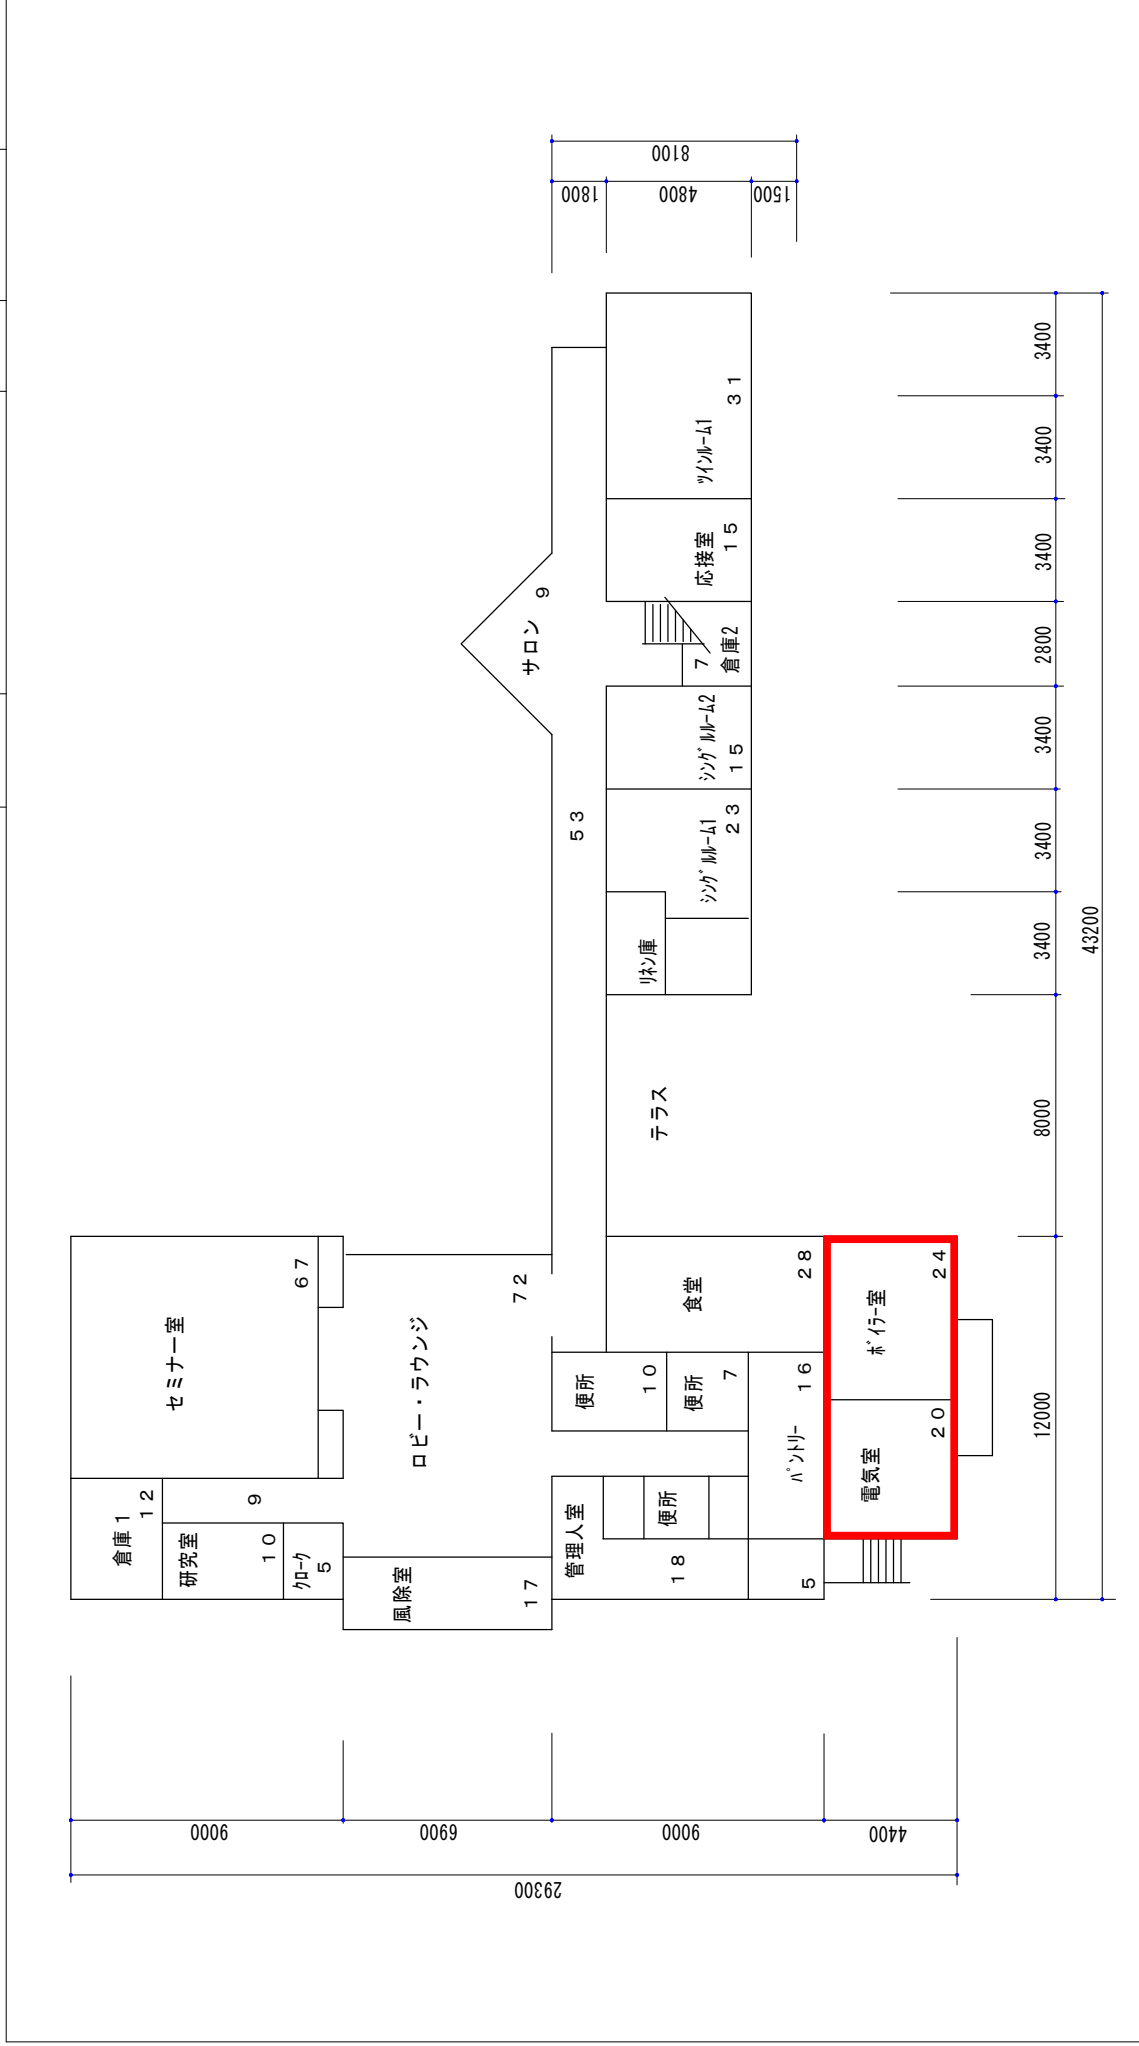 セミナー室
67
倉庫1
12
9
研究室
10
クローク
5
ロビー・ラウンジ
72
風除室
17
管理人室
18
便所
便所
10
便所
7
パントリー
16
5
食堂
28
電気室
20
ボイラー室
24
テラス
53
サロン
9
リネン庫
シングルルーム1
23
シングルルーム2
15
倉庫2
7
応接室
15
ツインルーム1
31
9000
6900
9000
4400
29300
12000
8000
3400
3400
3400
2800
3400
3400
3400
43200
1800
4800
1500
8100